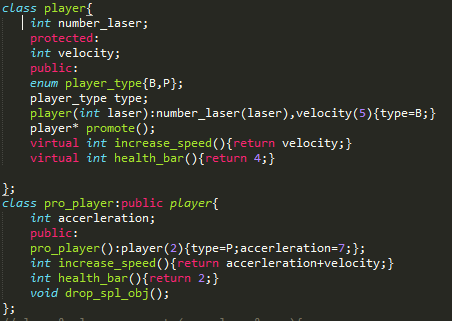 class player{
int number_laser;
protected:
int velocity;
public:
enum player_type{B,P};
player_type type;
player(int laser):number_laser(laser),velocity(5){type=B;}
player* promote();
virtual int increase_speed(){return velocity;}
virtual int health_bar(){return 4;}
};
class pro_player:public player{
int accerleration;
public:
pro_player():player(2){type=P;accerleration=7;};
int increase_speed(){return accerleration+velocity;}
int health_bar(){return 2;}
void drop_spl_obj();
};